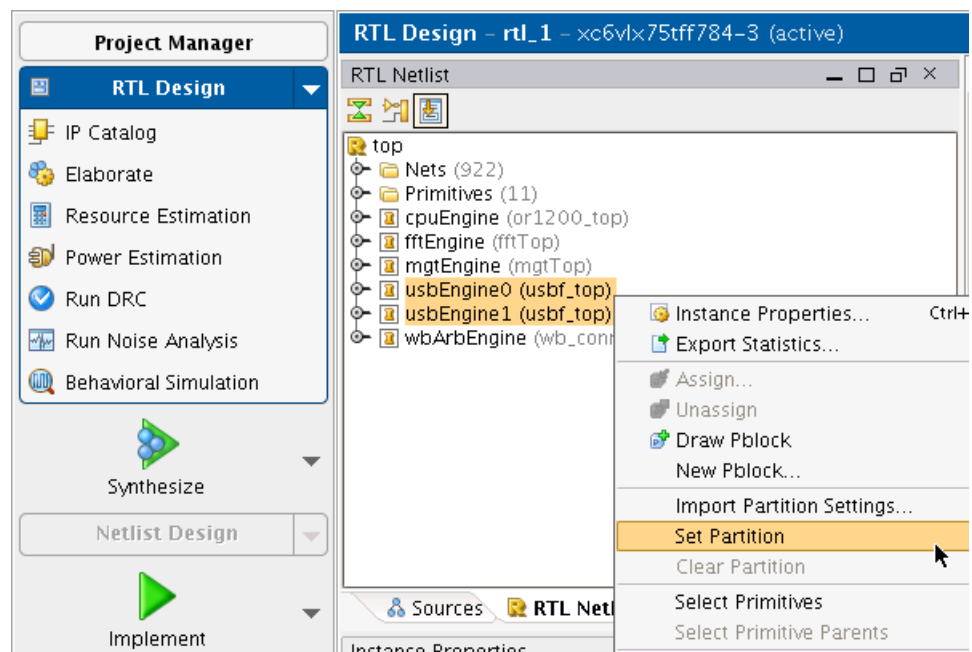 Project Manager
RTL Design
IP Catalog
Elaborate
Resource Estimation
Power Estimation
Run DRC
Run Noise Analysis
Behavioral Simulation
Synthesize
Netlist Design
Implement
RTL Design - rtl_1 - xc6vlx75tff784-3 (active)
RTL Netlist
top
Nets (922)
Primitives (11)
cpuEngine (or1200_top)
fftEngine (fftTop)
mgtEngine (mgtTop)
usbEngine0 (usbf_top)
usbEngine1 (usbf_top)
wbArbEngine (wb_conn
Sources RTL Netl
Instance Properties
Instance Properties... Ctrl+
Export Statistics...
Assign...
Unassign
Draw Pblock
New Pblock...
Import Partition Settings...
Set Partition
Clear Partition
Select Primitives
Select Primitive Parents